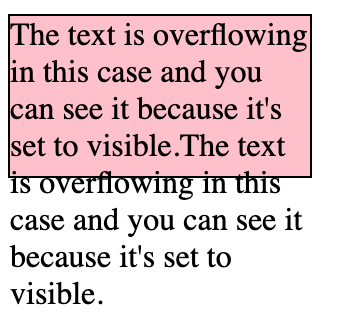 The text is overflowing
in this case and you
can see it because it's
set to visible.The text
is overflowing in this
case and you can see it
because it's set to
visible.